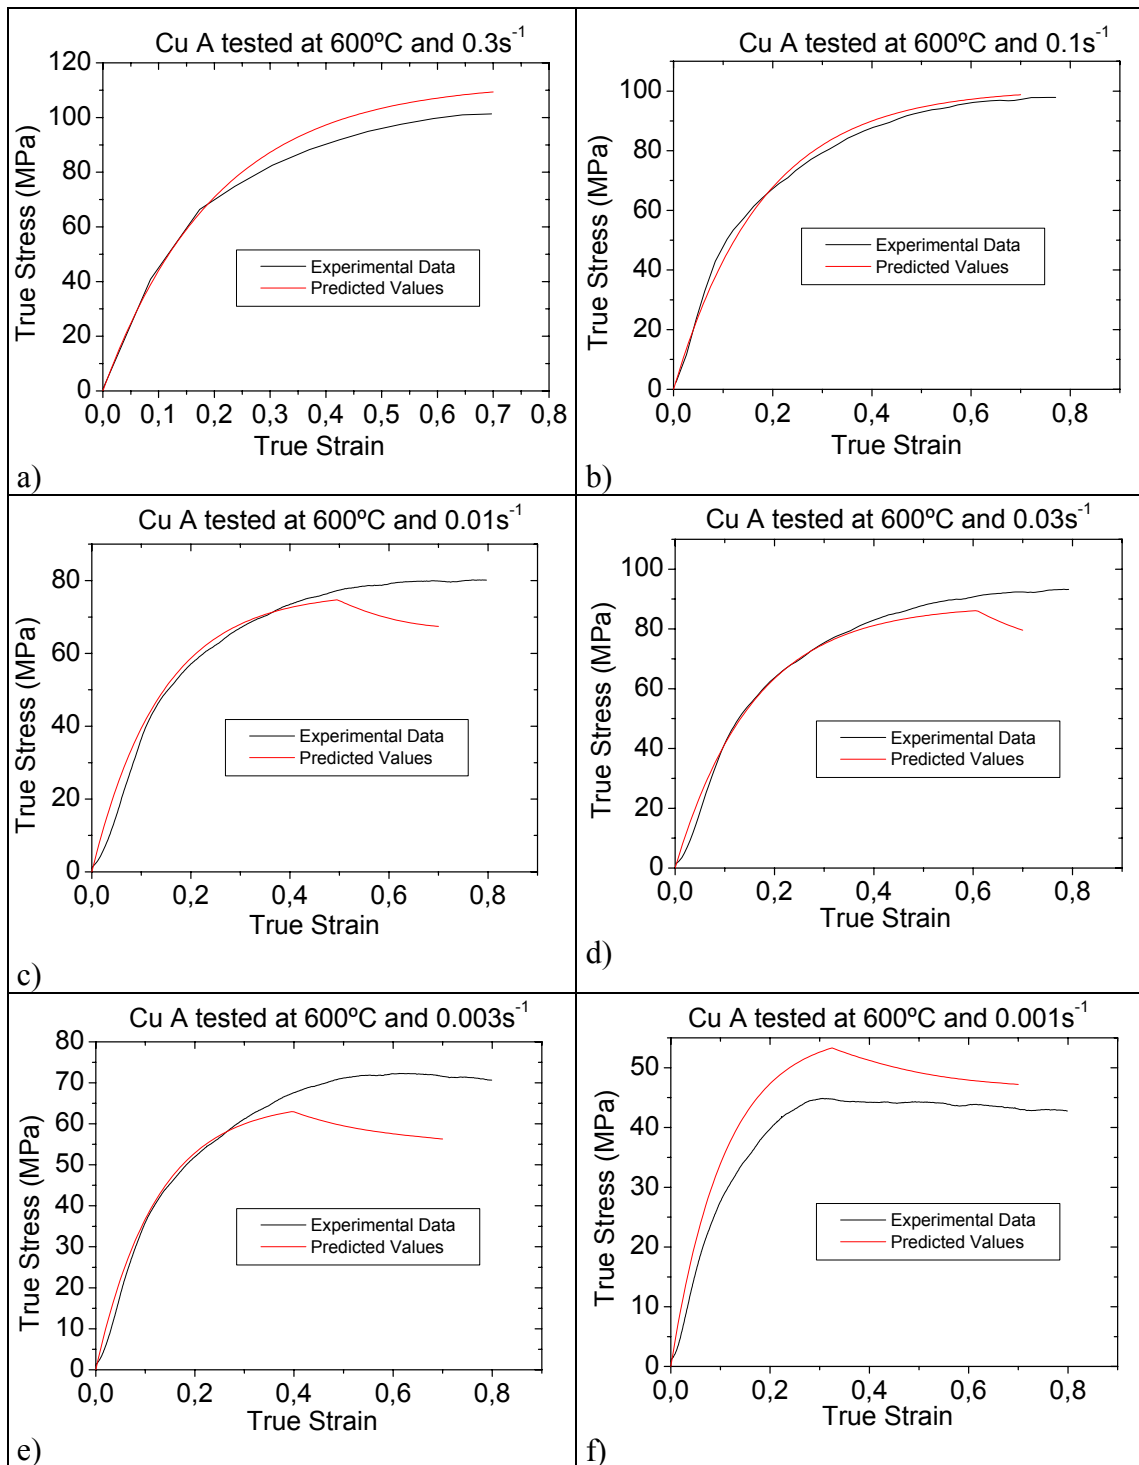 Cu A tested at 600ºC and 0.3s⁻¹
True Stress (MPa)
120
100
80
60
40
20
0
Experimental Data
Predicted Values
0,0 0,1 0,2 0,3 0,4 0,5 0,6 0,7 0,8
True Strain
a)
Cu A tested at 600ºC and 0.1s⁻¹
True Stress (MPa)
100
80
60
40
20
0
Experimental Data
Predicted Values
0,0 0,2 0,4 0,6 0,8
True Strain
b)
Cu A tested at 600ºC and 0.01s⁻¹
True Stress (MPa)
80
60
40
20
0
Experimental Data
Predicted Values
0,0 0,2 0,4 0,6 0,8
True Strain
c)
Cu A tested at 600ºC and 0.03s⁻¹
True Stress (MPa)
100
80
60
40
20
0
Experimental Data
Predicted Values
0,0 0,2 0,4 0,6 0,8
True Strain
d)
Cu A tested at 600ºC and 0.003s⁻¹
True Stress (MPa)
80
70
60
50
40
30
20
10
0
Experimental Data
Predicted Values
0,0 0,2 0,4 0,6 0,8
True Strain
e)
Cu A tested at 600ºC and 0.001s⁻¹
True Stress (MPa)
50
40
30
20
10
0
Experimental Data
Predicted Values
0,0 0,2 0,4 0,6 0,8
True Strain
f)